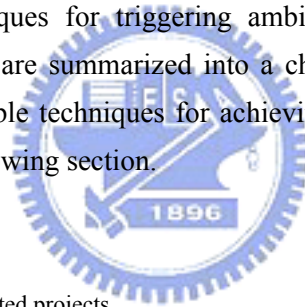 ques for triggering ambi
are summarized into a ch
ble techniques for achievi
wing section.
1896
ted projects